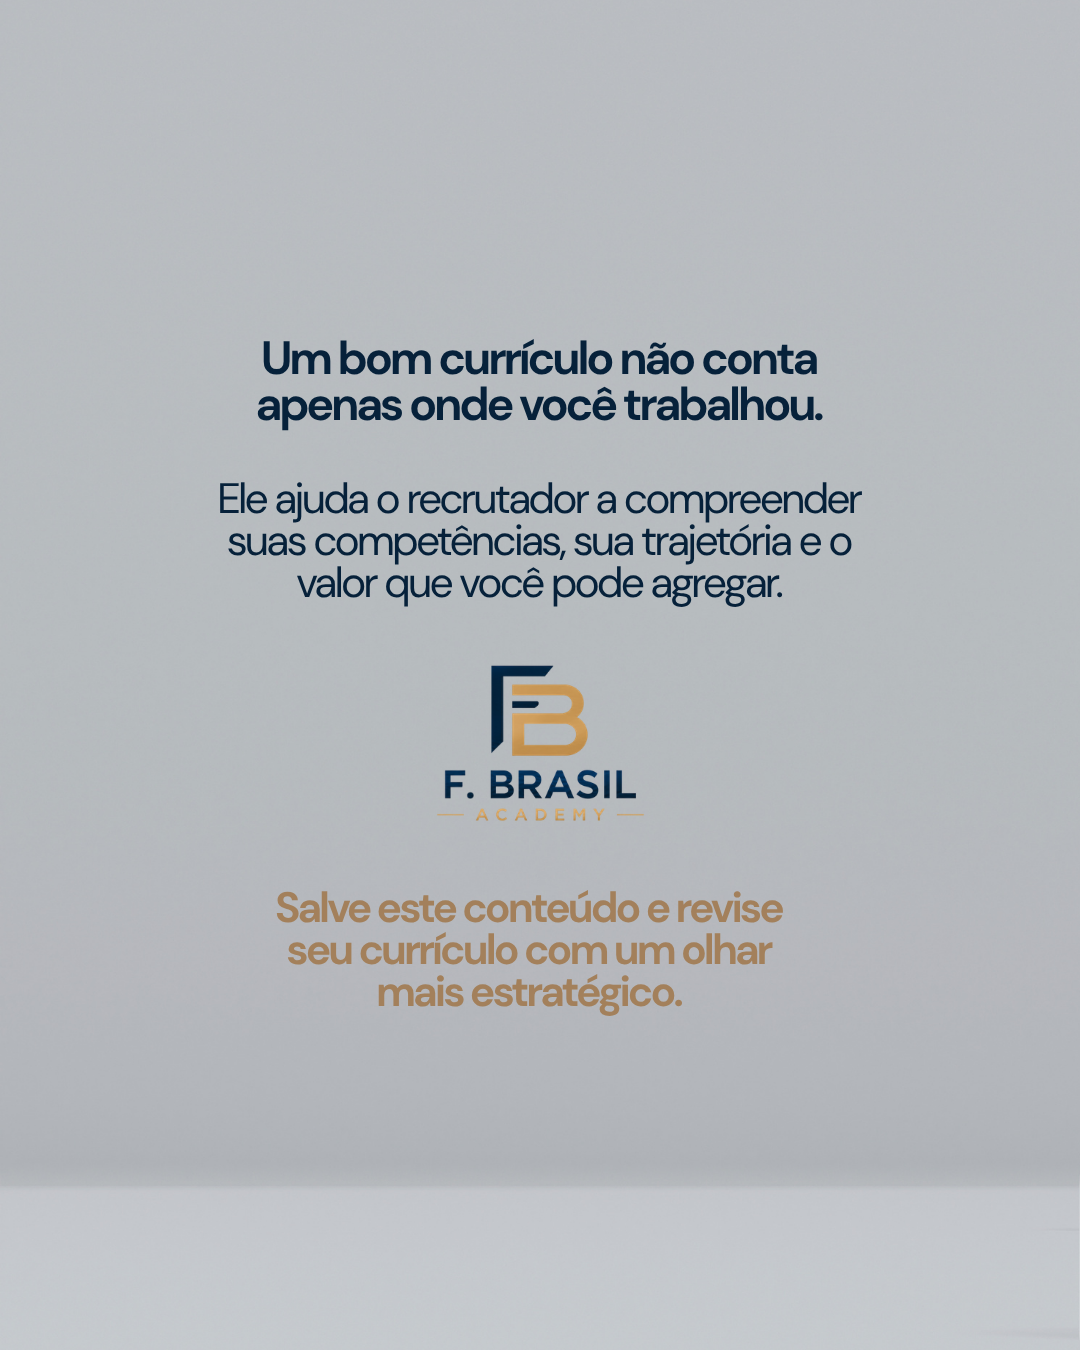 Um bom currículo não conta
apenas onde você trabalhou.
Ele ajuda o recrutador a compreender
suas competências, sua trajetória e o
valor que você pode agregar.
FB
F. BRASIL
ACADEMY
Salve este conteúdo e revise
seu currículo com um olhar
mais estratégico.